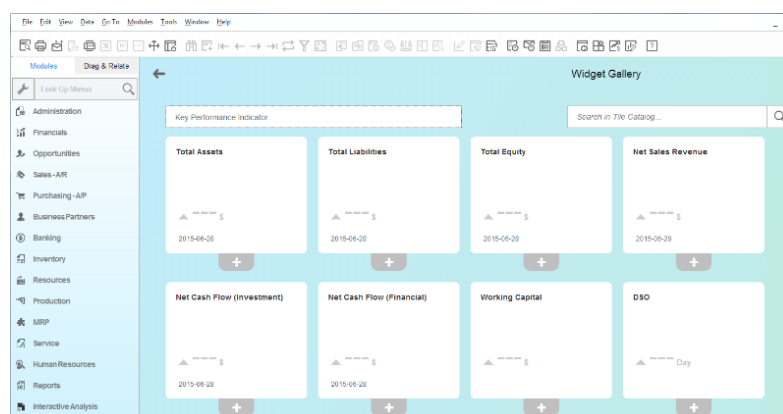 File Edit View Data Go To Modules Tools Window Help
Modules Drag & Relate
Widget Gallery
Look Up Menus
Key Performance Indicator
Search in Tile Catalog...
Administration
Financials
Opportunities
Sales - A/R
Purchasing - A/P
Business Partners
Banking
Inventory
Resources
Production
MRP
Service
Human Resources
Reports
Interactive Analysis
Total Assets
$
2015-06-28
+
Total Liabilities
$
2015-06-28
+
Total Equity
$
2015-06-28
+
Net Sales Revenue
$
2015-06-28
+
Net Cash Flow (Investment)
$
2015-06-28
+
Net Cash Flow (Financial)
$
2015-06-28
+
Working Capital
$
+
DSO
Day
+